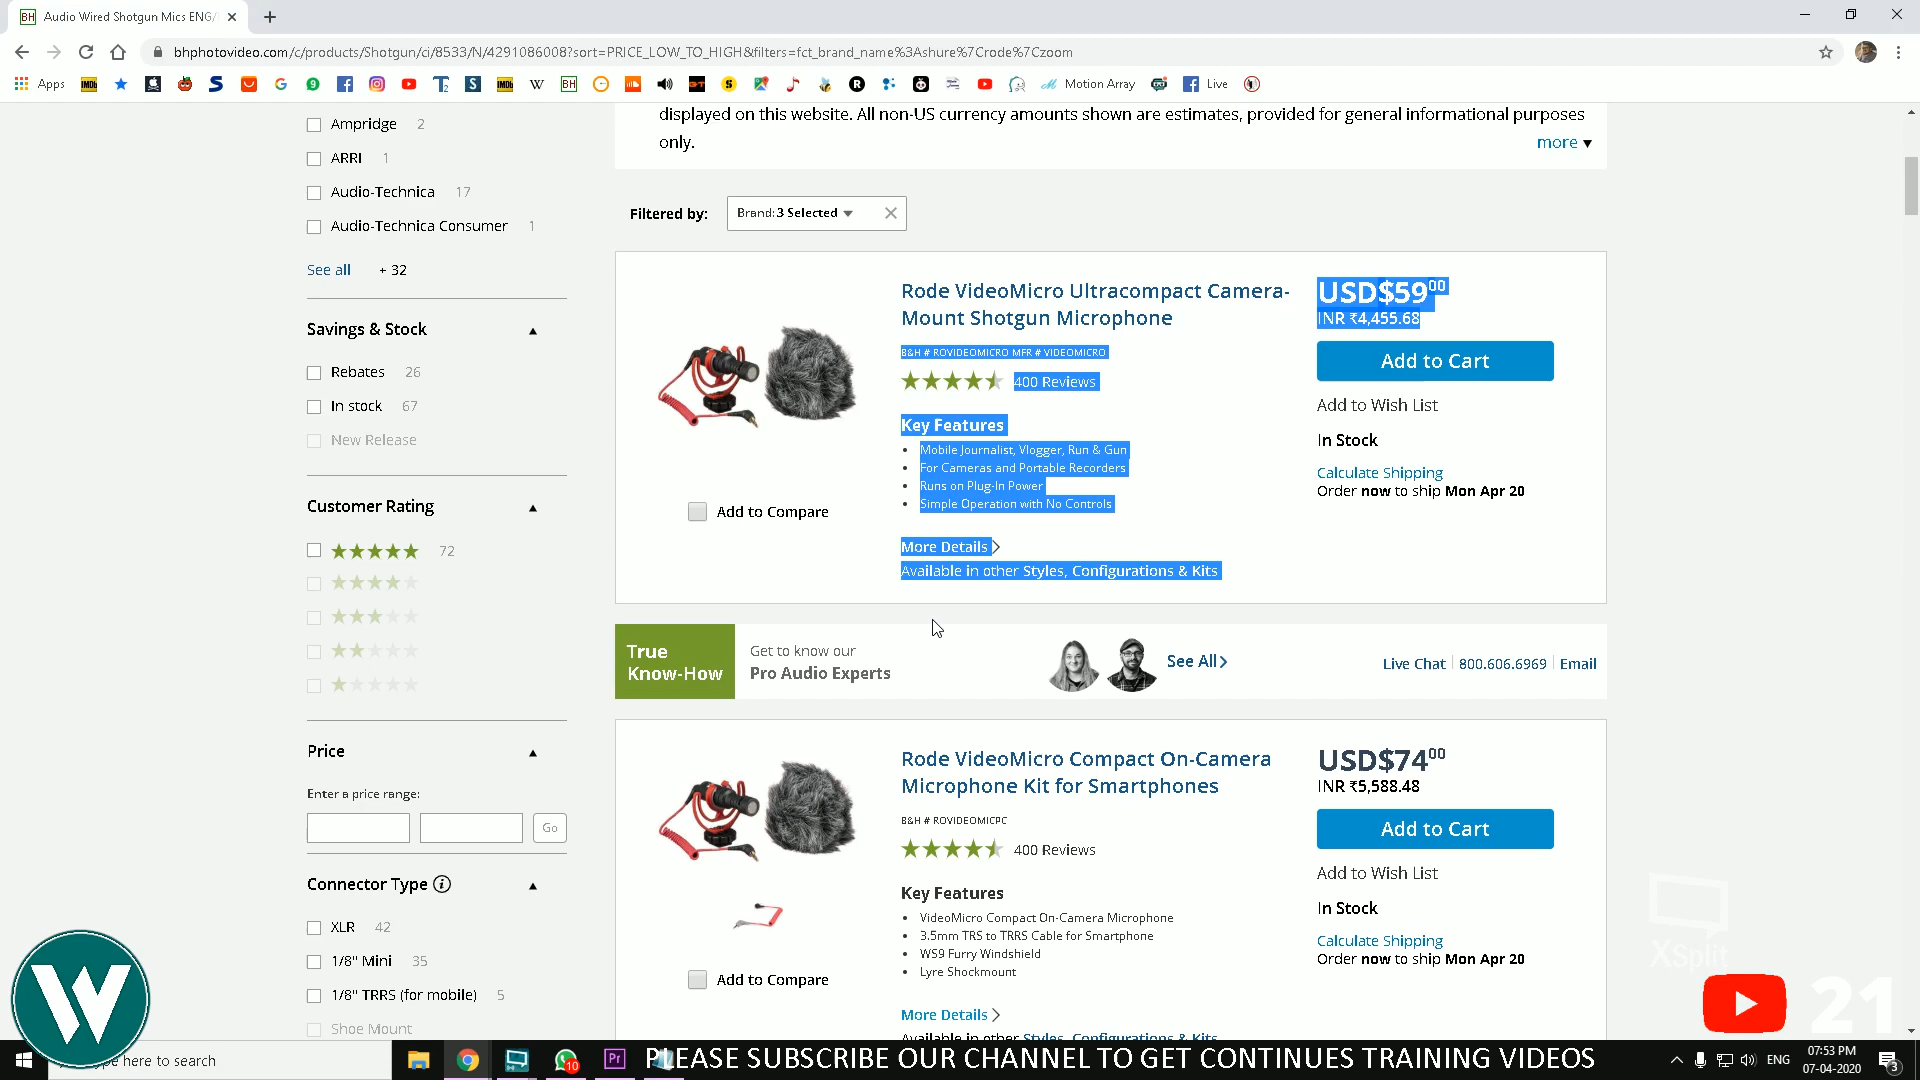 BH Audio Wired Shotgun Mics ENG/
bhphotovideo.com/c/products/Shotgun/ci/8533/N/4291086008?sort=PRICE_LOW_TO_HIGH&filters=fct_brand_name%3Ashure%7Crode%7Czoom
Apps
Motion Array
Live
displayed on this website. All non-US currency amounts shown are estimates, provided for general informational purposes
only.
more
Ampridge 2
ARRI 1
Audio-Technica 17
Audio-Technica Consumer 1
See all + 32
Savings & Stock
Rebates 26
In stock 67
New Release
Customer Rating
72
Price
Enter a price range:
Go
Connector Type
XLR 42
1/8" Mini 35
1/8" TRRS (for mobile) 5
Shoe Mount
Filtered by: Brand: 3 Selected
Rode VideoMicro Ultracompact Camera-
Mount Shotgun Microphone
B&H # ROVIDEOMICRO MFR # VIDEOMICRO
400 Reviews
Key Features
Mobile Journalist, Vlogger, Run & Gun
For Cameras and Portable Recorders
Runs on Plug-In Power
Simple Operation with No Controls
More Details
Available in other Styles, Configurations & Kits
Add to Compare
USD$59 00
INR ₹4,455.68
Add to Cart
Add to Wish List
In Stock
Calculate Shipping
Order now to ship Mon Apr 20
True
Know-How
Get to know our
Pro Audio Experts
See All
Live Chat 800.606.6969 Email
Rode VideoMicro Compact On-Camera
Microphone Kit for Smartphones
B&H # ROVIDEOMICPC
400 Reviews
Key Features
VideoMicro Compact On-Camera Microphone
3.5mm TRS to TRRS Cable for Smartphone
WS9 Furry Windshield
Lyre Shockmount
More Details
Available in other Styles, Configurations & Kits
Add to Compare
USD$74 00
INR ₹5,588.48
Add to Cart
Add to Wish List
In Stock
Calculate Shipping
Order now to ship Mon Apr 20
XSplit
21
W
here to search
10
Pr
PLEASE SUBSCRIBE OUR CHANNEL TO GET CONTINUES TRAINING VIDEOS
ENG
07:53 PM
07-04-2020
3